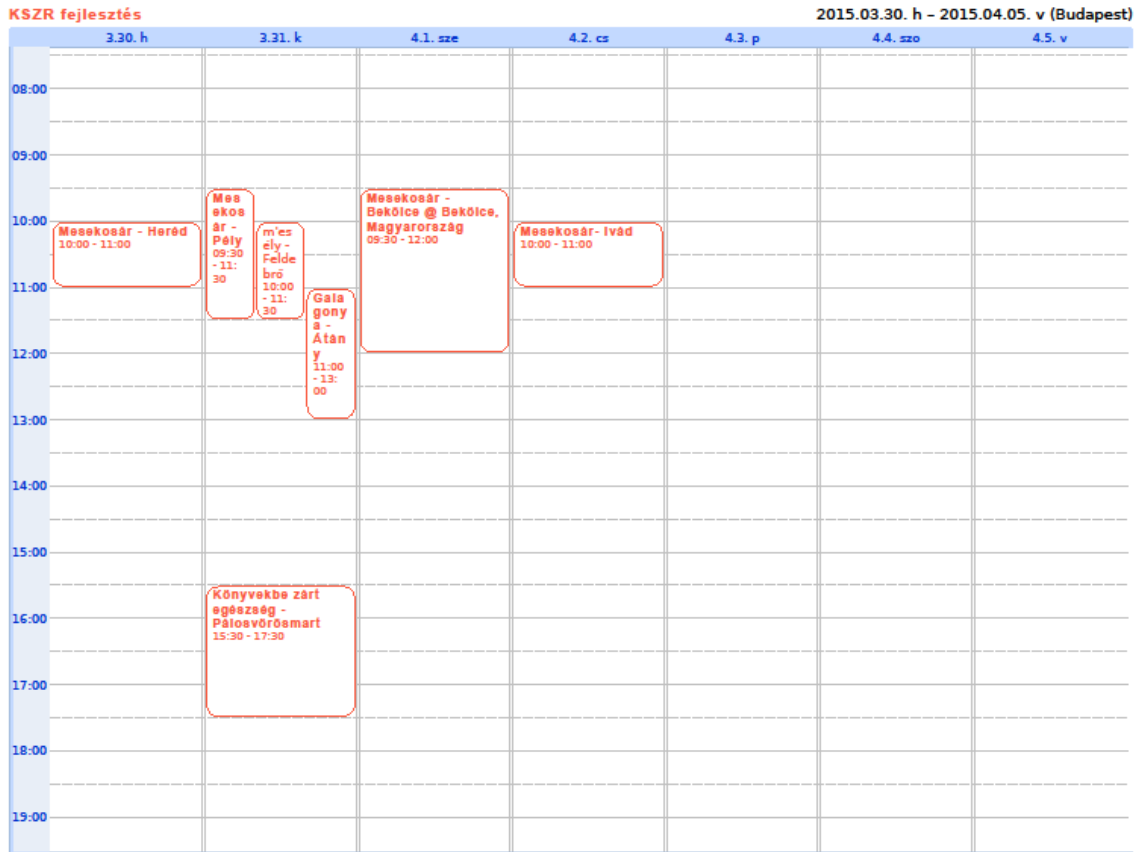 KSZR fejlesztés
2015.03.30. h – 2015.04.05. v (Budapest)
3.30. h
3.31. k
4.1. sze
4.2. cs
4.3. p
4.4. szo
4.5. v
08:00
09:00
10:00
11:00
12:00
13:00
14:00
15:00
16:00
17:00
18:00
19:00
Mesekosár - Heréd
10:00 - 11:00
Mes
ekos
ár -
Pély
09:30
- 11:
30
m'es
ély -
Felde
brő
10:00
- 11:
30
Gala
gony
a -
Átán
y
11:00
- 13:
00
Könyvekbe zárt
egészség -
Pálosvörösmart
15:30 - 17:30
Mesekosár -
Bekölce @ Bekölce,
Magyarország
09:30 - 12:00
Mesekosár- Ivád
10:00 - 11:00